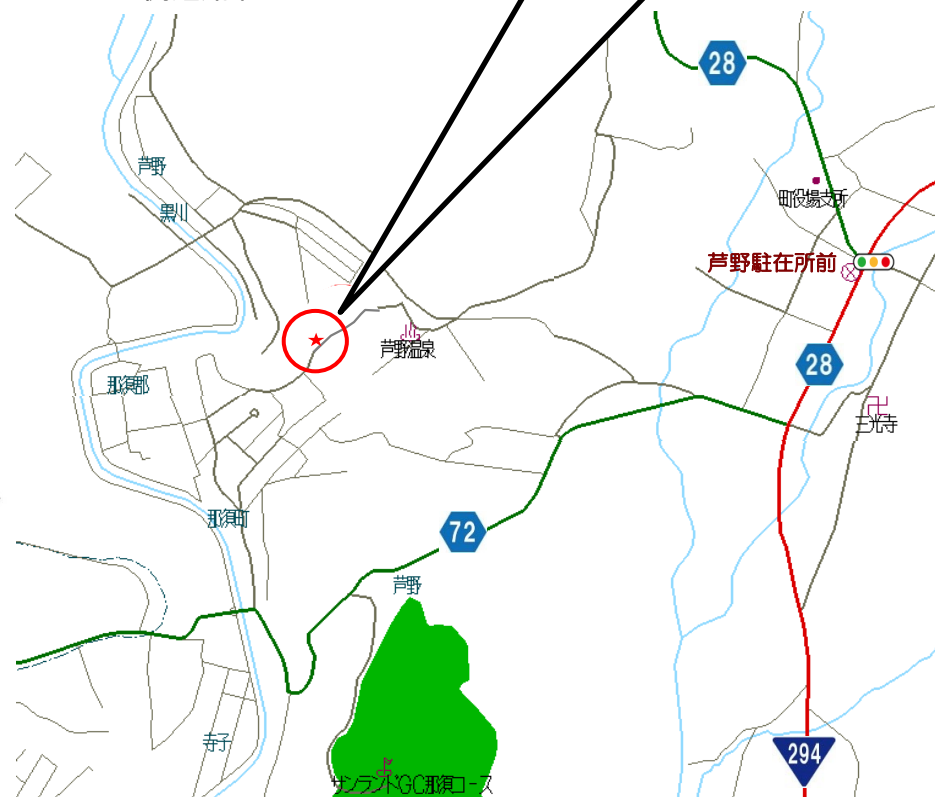 28
芦野
町役場支所
黒川
芦野駐在所前
芦野温泉
28
那須郡
三光寺
那須町
72
芦野
寺子
294
サンランドGC那須コース